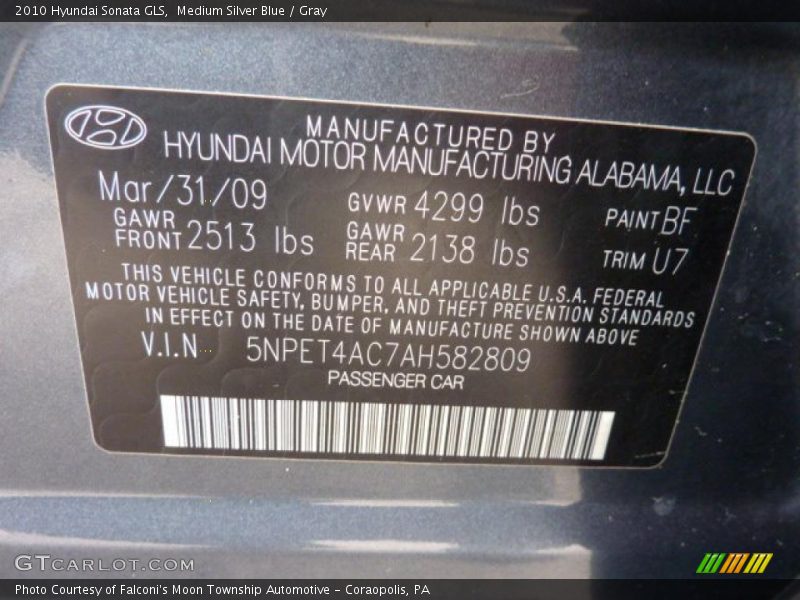 2010 Hyundai Sonata GLS,  Medium Silver Blue / Gray
MANUFACTURED BY
HYUNDAI MOTOR MANUFACTURING ALABAMA, LLC
Mar/31/09 GVWR 4299 lbs PAINT BF
GAWR FRONT 2513 lbs GAWR REAR 2138 lbs TRIM U7
THIS VEHICLE CONFORMS TO ALL APPLICABLE U.S.A. FEDERAL
MOTOR VEHICLE SAFETY, BUMPER, AND THEFT PREVENTION STANDARDS
IN EFFECT ON THE DATE OF MANUFACTURE SHOWN ABOVE
V.I.N 5NPET4AC7AH582809
PASSENGER CAR
GTCARLOT.COM
Photo Courtesy of Falconi's Moon Township Automotive – Coraopolis, PA